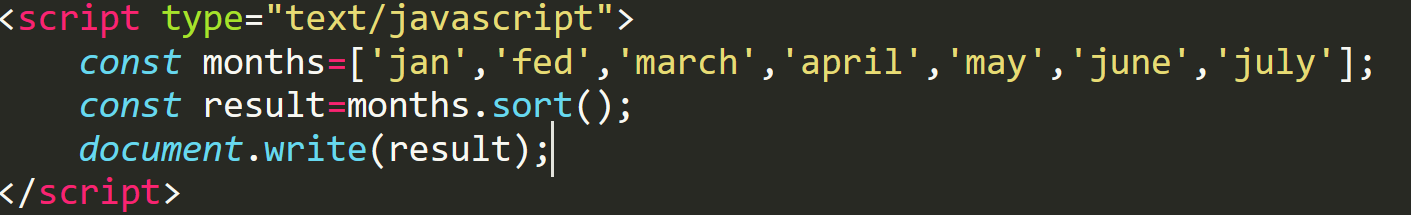 <script type="text/javascript">
    const months=['jan','fed','march','april','may','june','july'];
    const result=months.sort();
    document.write(result);
</script>